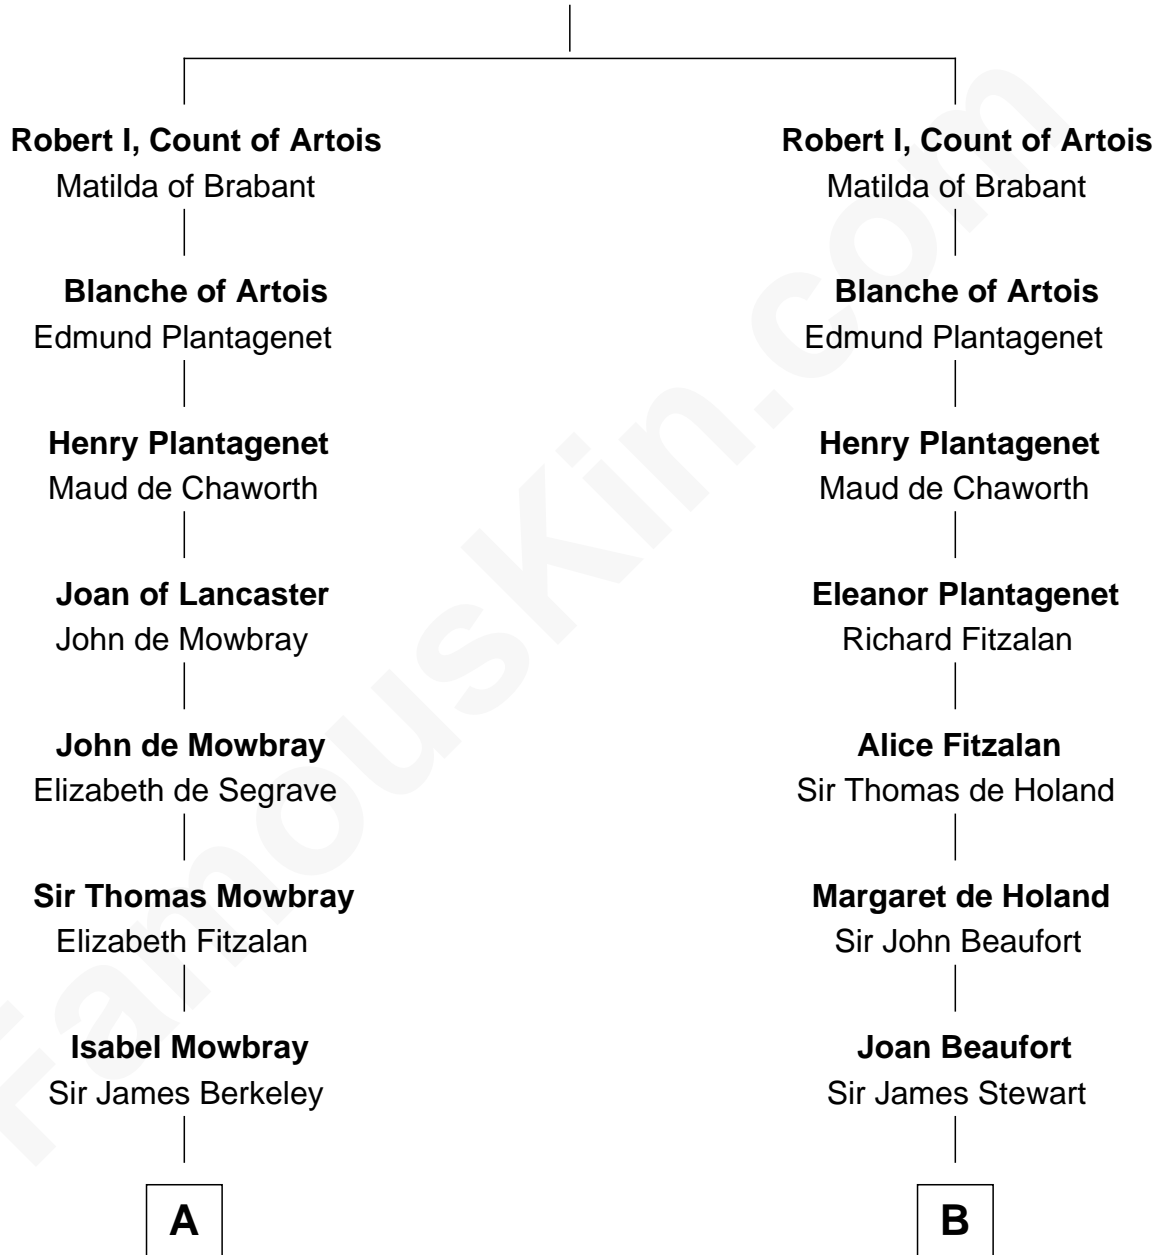 Robert I, Count of Artois
Matilda of Brabant
Blanche of Artois
Edmund Plantagenet
Henry Plantagenet
Maud de Chaworth
Joan of Lancaster
John de Mowbray
John de Mowbray
Elizabeth de Segrave
Sir Thomas Mowbray
Elizabeth Fitzalan
Isabel Mowbray
Sir James Berkeley
A
Robert I, Count of Artois
Matilda of Brabant
Blanche of Artois
Edmund Plantagenet
Henry Plantagenet
Maud de Chaworth
Eleanor Plantagenet
Richard Fitzalan
Alice Fitzalan
Sir Thomas de Holand
Margaret de Holand
Sir John Beaufort
Joan Beaufort
Sir James Stewart
B
FamousKin.com